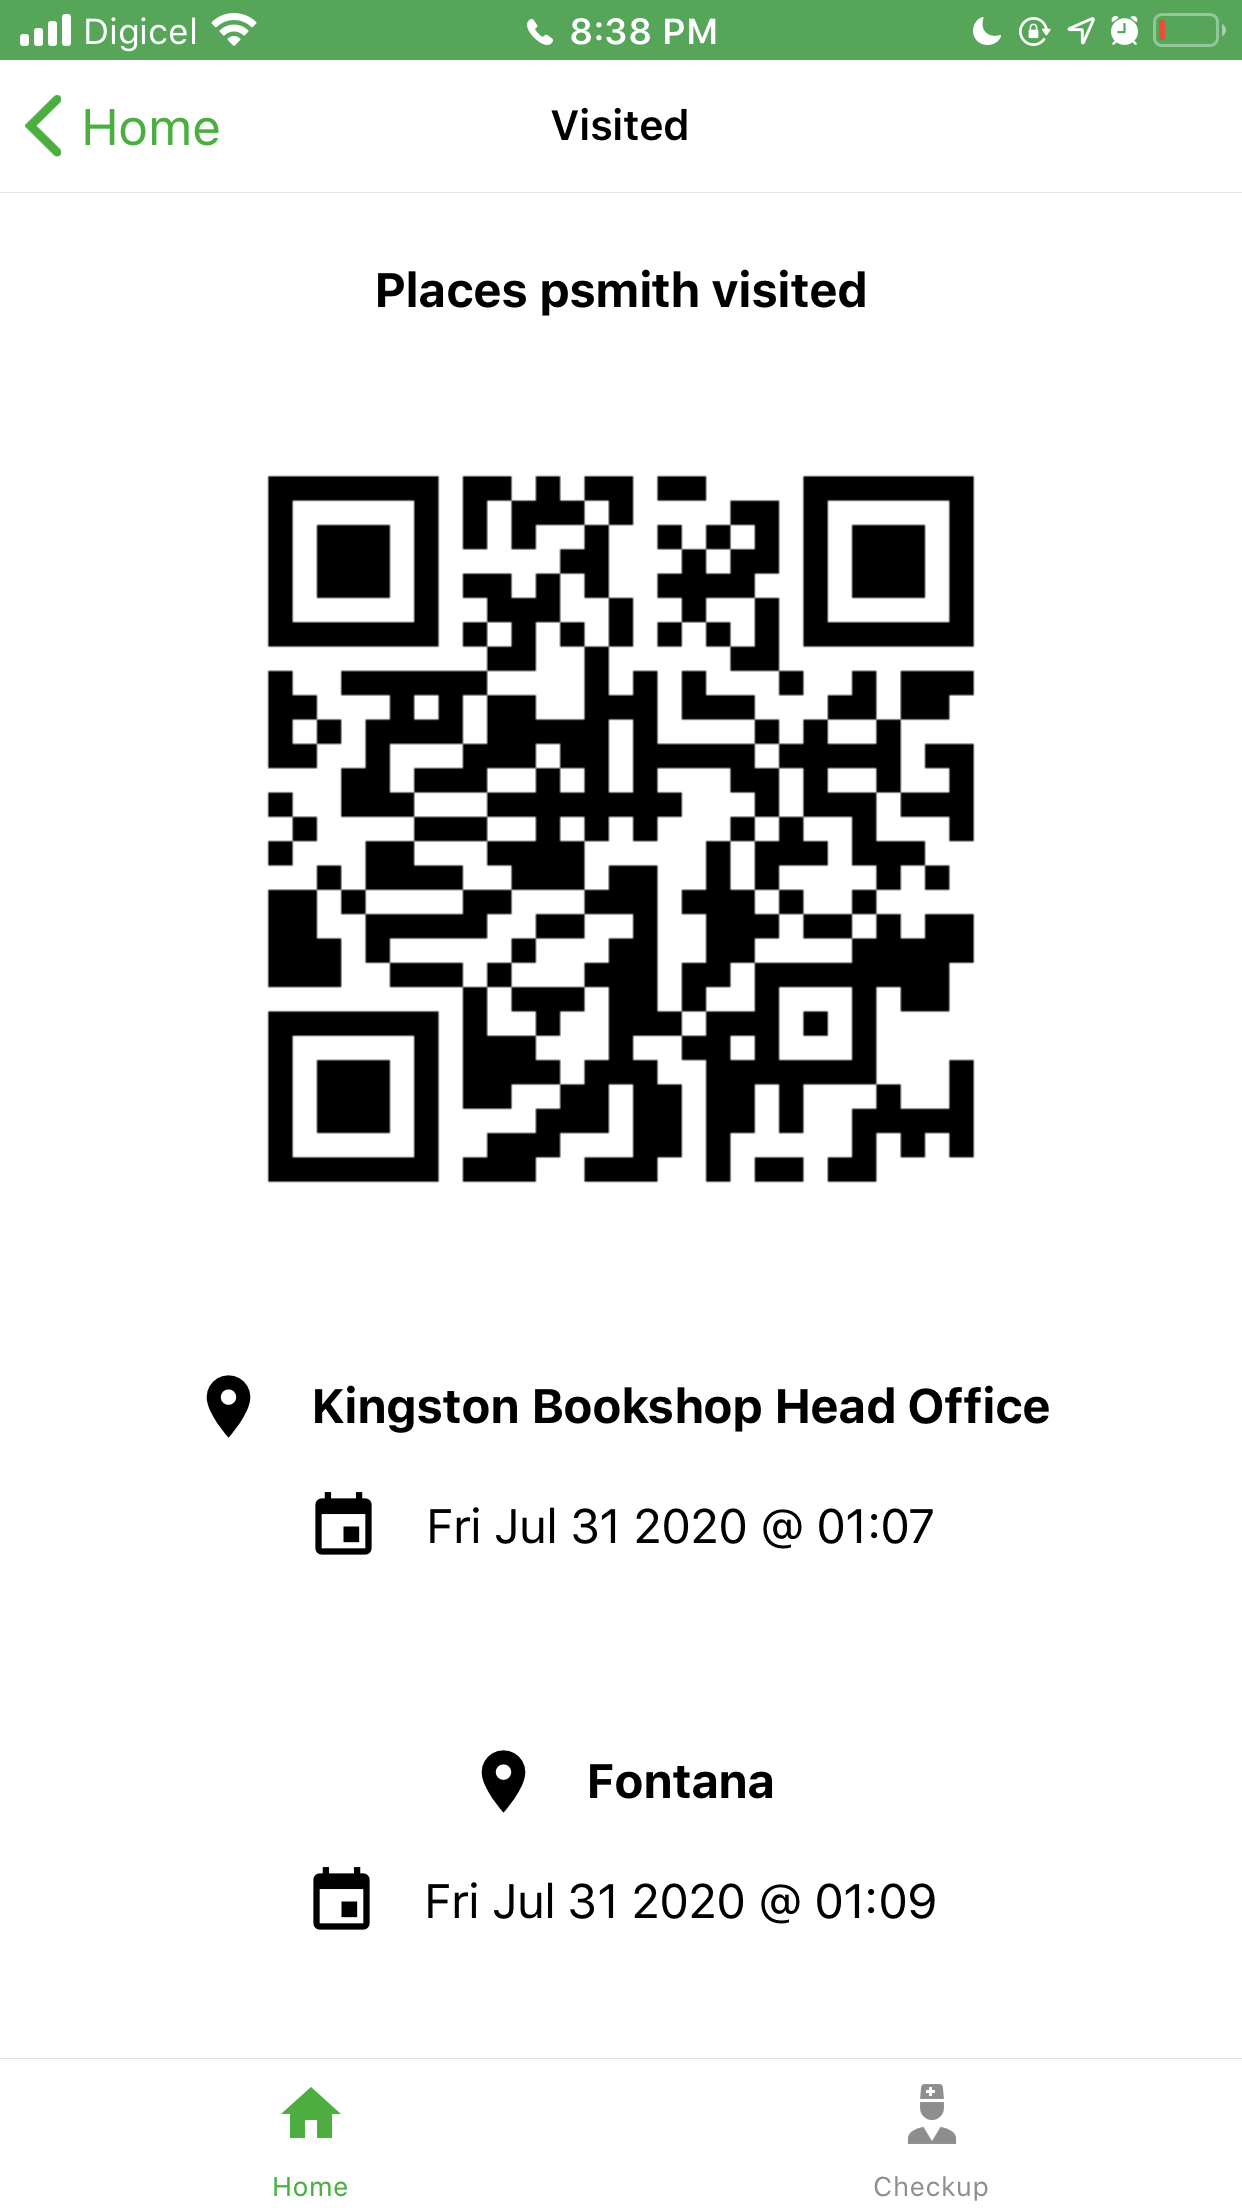 Digicel 8:38 PM
Home Visited
Places psmith visited
Kingston Bookshop Head Office
Fri Jul 31 2020 @ 01:07
Fontana
Fri Jul 31 2020 @ 01:09
Home Checkup